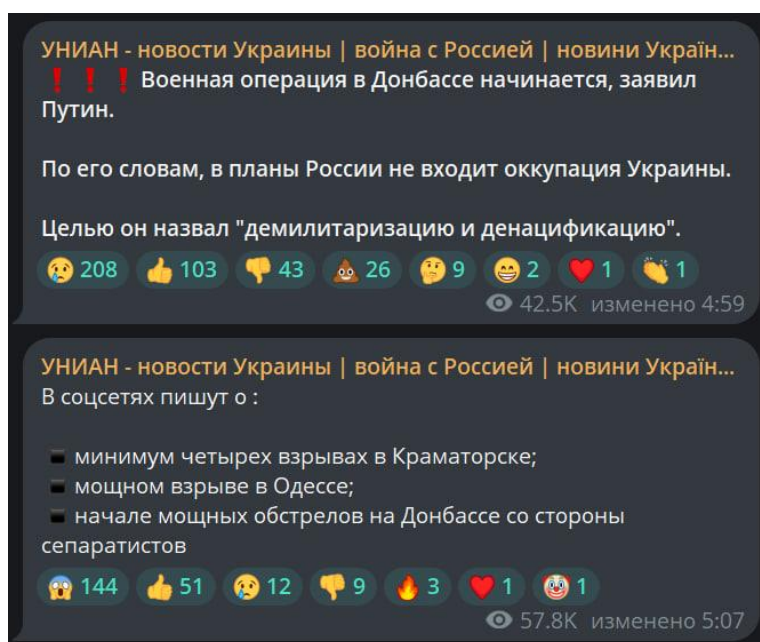 УНИАН - новости Украины | война с Россией | новини Україн...
❗❗❗ Военная операция в Донбассе начинается, заявил
Путин.
По его словам, в планы России не входит оккупация Украины.
Целью он назвал "демилитаризацию и денацификацию".
😢 208 👍 103 👎 43 💩 26 🤔 9 😁 2 ❤ 1 👏 1
42.5K изменено 4:59
УНИАН - новости Украины | война с Россией | новини Україн...
В соцсетях пишут о :
▪ минимум четырех взрывах в Краматорске;
▪ мощном взрыве в Одессе;
▪ начале мощных обстрелов на Донбассе со стороны
сепаратистов
😱 144 👍 51 😢 12 👎 9 🔥 3 ❤ 1 🤡 1
57.8K изменено 5:07